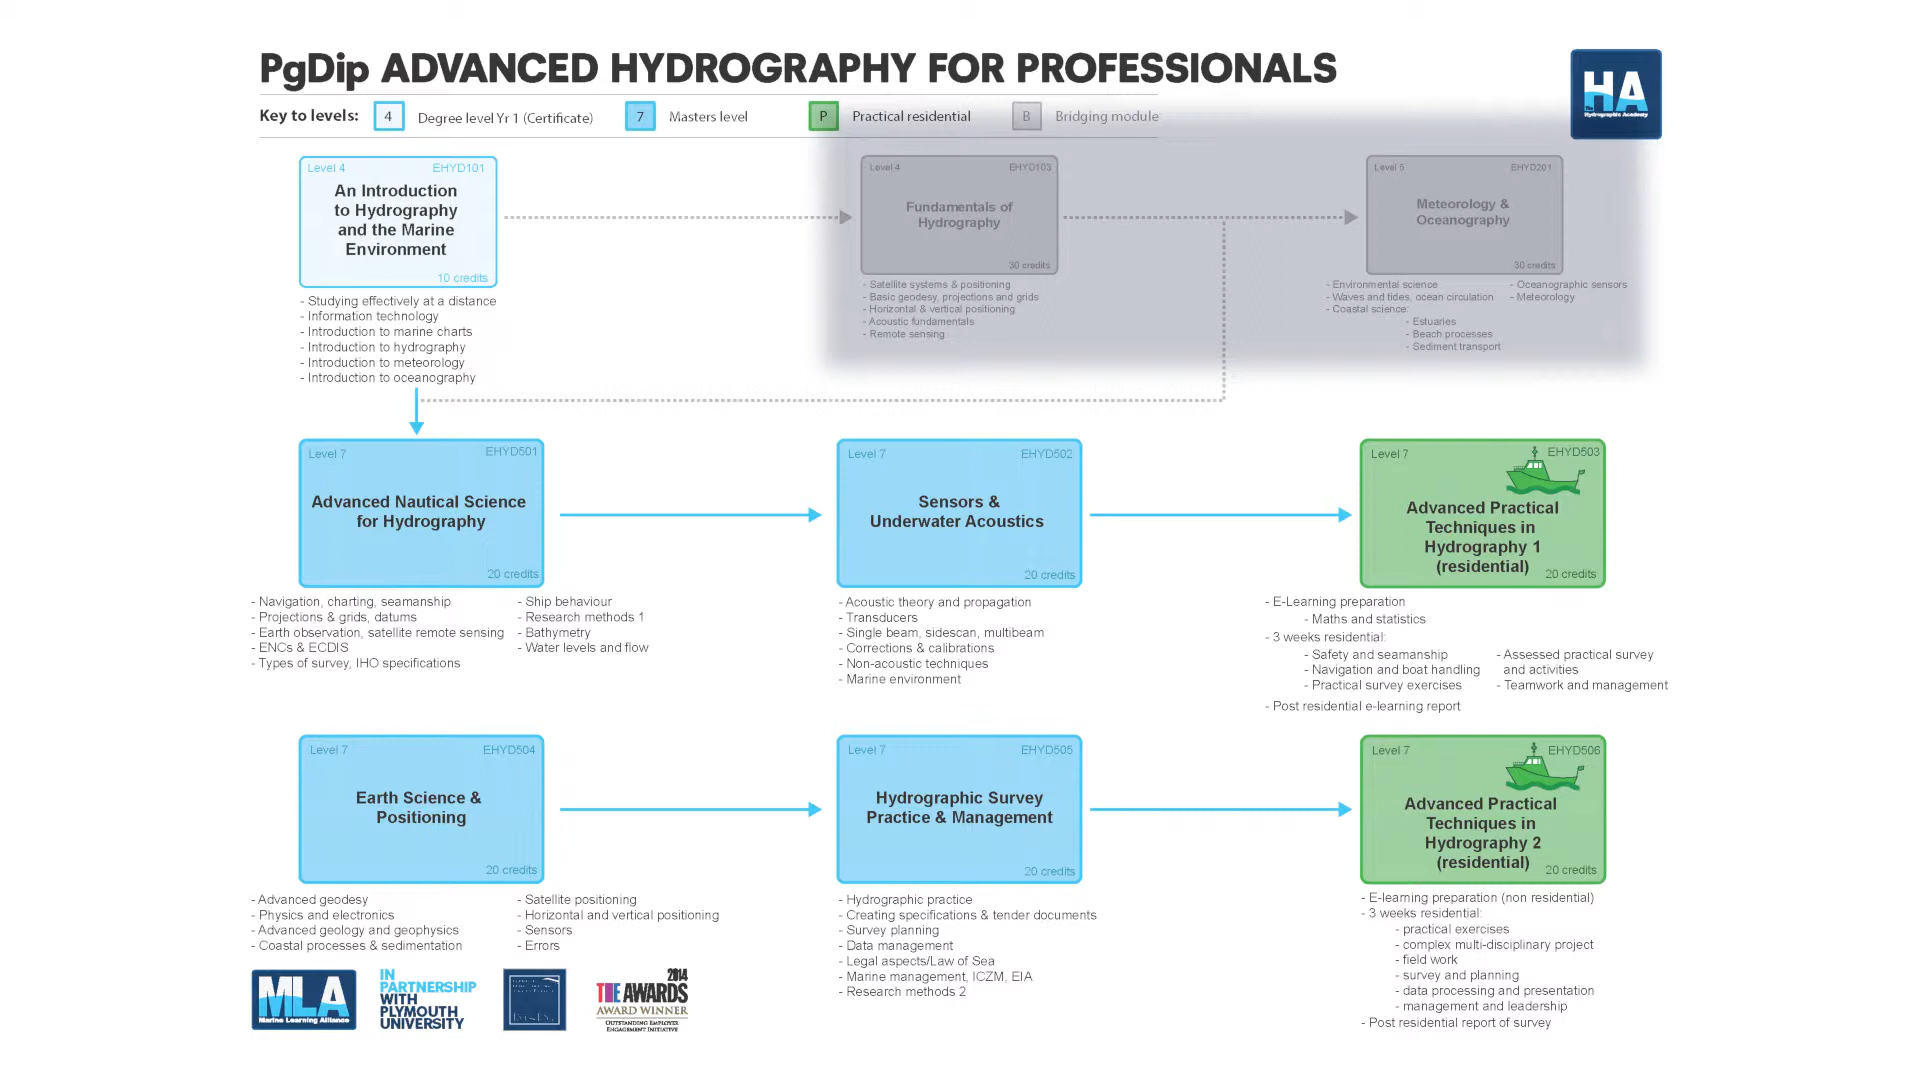 PgDip ADVANCED HYDROGRAPHY FOR PROFESSIONALS
HA
The Hydrographic Academy
Key to levels:
4
Degree level Yr 1 (Certificate)
7
Masters level
P
Practical residential
B
Bridging module
Level 4
EHYD101
An Introduction
to Hydrography
and the Marine
Environment
10 credits
- Studying effectively at a distance
- Information technology
- Introduction to marine charts
- Introduction to hydrography
- Introduction to meteorology
- Introduction to oceanography
Level 4
EHYD103
Fundamentals of
Hydrography
30 credits
- Satellite systems & positioning
- Basic geodesy, projections and grids
- Horizontal & vertical positioning
- Acoustic fundamentals
- Remote sensing
Level 5
EHYD201
Meteorology &
Oceanography
30 credits
- Environmental science
- Waves and tides, ocean circulation
- Coastal science:
- Estuaries
- Beach processes
- Sediment transport
- Oceanographic sensors
- Meteorology
Level 7
EHYD501
Advanced Nautical Science
for Hydrography
20 credits
- Navigation, charting, seamanship
- Projections & grids, datums
- Earth observation, satellite remote sensing
- ENCs & ECDIS
- Types of survey, IHO specifications
- Ship behaviour
- Research methods 1
- Bathymetry
- Water levels and flow
Level 7
EHYD502
Sensors &
Underwater Acoustics
20 credits
- Acoustic theory and propagation
- Transducers
- Single beam, sidescan, multibeam
- Corrections & calibrations
- Non-acoustic techniques
- Marine environment
Level 7
EHYD503
Advanced Practical
Techniques in
Hydrography 1
(residential)
20 credits
- E-Learning preparation
- Maths and statistics
- 3 weeks residential:
- Safety and seamanship
- Navigation and boat handling
- Practical survey exercises
- Assessed practical survey
and activities
- Teamwork and management
- Post residential e-learning report
Level 7
EHYD504
Earth Science &
Positioning
20 credits
- Advanced geodesy
- Physics and electronics
- Advanced geology and geophysics
- Coastal processes & sedimentation
- Satellite positioning
- Horizontal and vertical positioning
- Sensors
- Errors
Level 7
EHYD505
Hydrographic Survey
Practice & Management
20 credits
- Hydrographic practice
- Creating specifications & tender documents
- Survey planning
- Data management
- Legal aspects/Law of Sea
- Marine management, ICZM, EIA
- Research methods 2
Level 7
EHYD506
Advanced Practical
Techniques in
Hydrography 2
(residential)
20 credits
- E-learning preparation (non residential)
- 3 weeks residential:
- practical exercises
- complex multi-disciplinary project
- field work
- survey and planning
- data processing and presentation
- management and leadership
- Post residential report of survey
MLA
Marine Learning Alliance
IN
PARTNERSHIP
WITH
PLYMOUTH
UNIVERSITY
2014
THE AWARDS
AWARD WINNER
OUTSTANDING EMPLOYER
ENGAGEMENT INITIATIVE